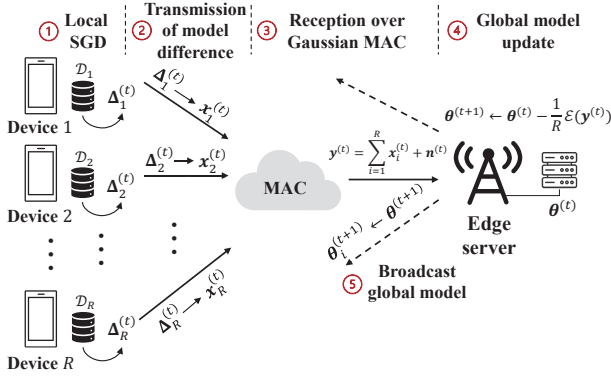 ① Local SGD
② Transmission of model difference
③ Reception over Gaussian MAC
④ Global model update
𝒟₁
Δ₁^(t)
Device 1
Δ₁^(t) → x₁^(t)
𝒟₂
Δ₂^(t)
Device 2
Δ₂^(t) → x₂^(t)
𝒟_R
Δ_R^(t)
Device R
Δ_R^(t) → x_R^(t)
MAC
y^(t) = ∑_{i=1}^{R} x_i^(t) + n^(t)
θ^(t+1) ← θ^(t) − 1/R ℰ(y^(t))
θ^(t)
Edge
server
θ_i^(t+1) ← θ^(t+1)
⑤ Broadcast
global model